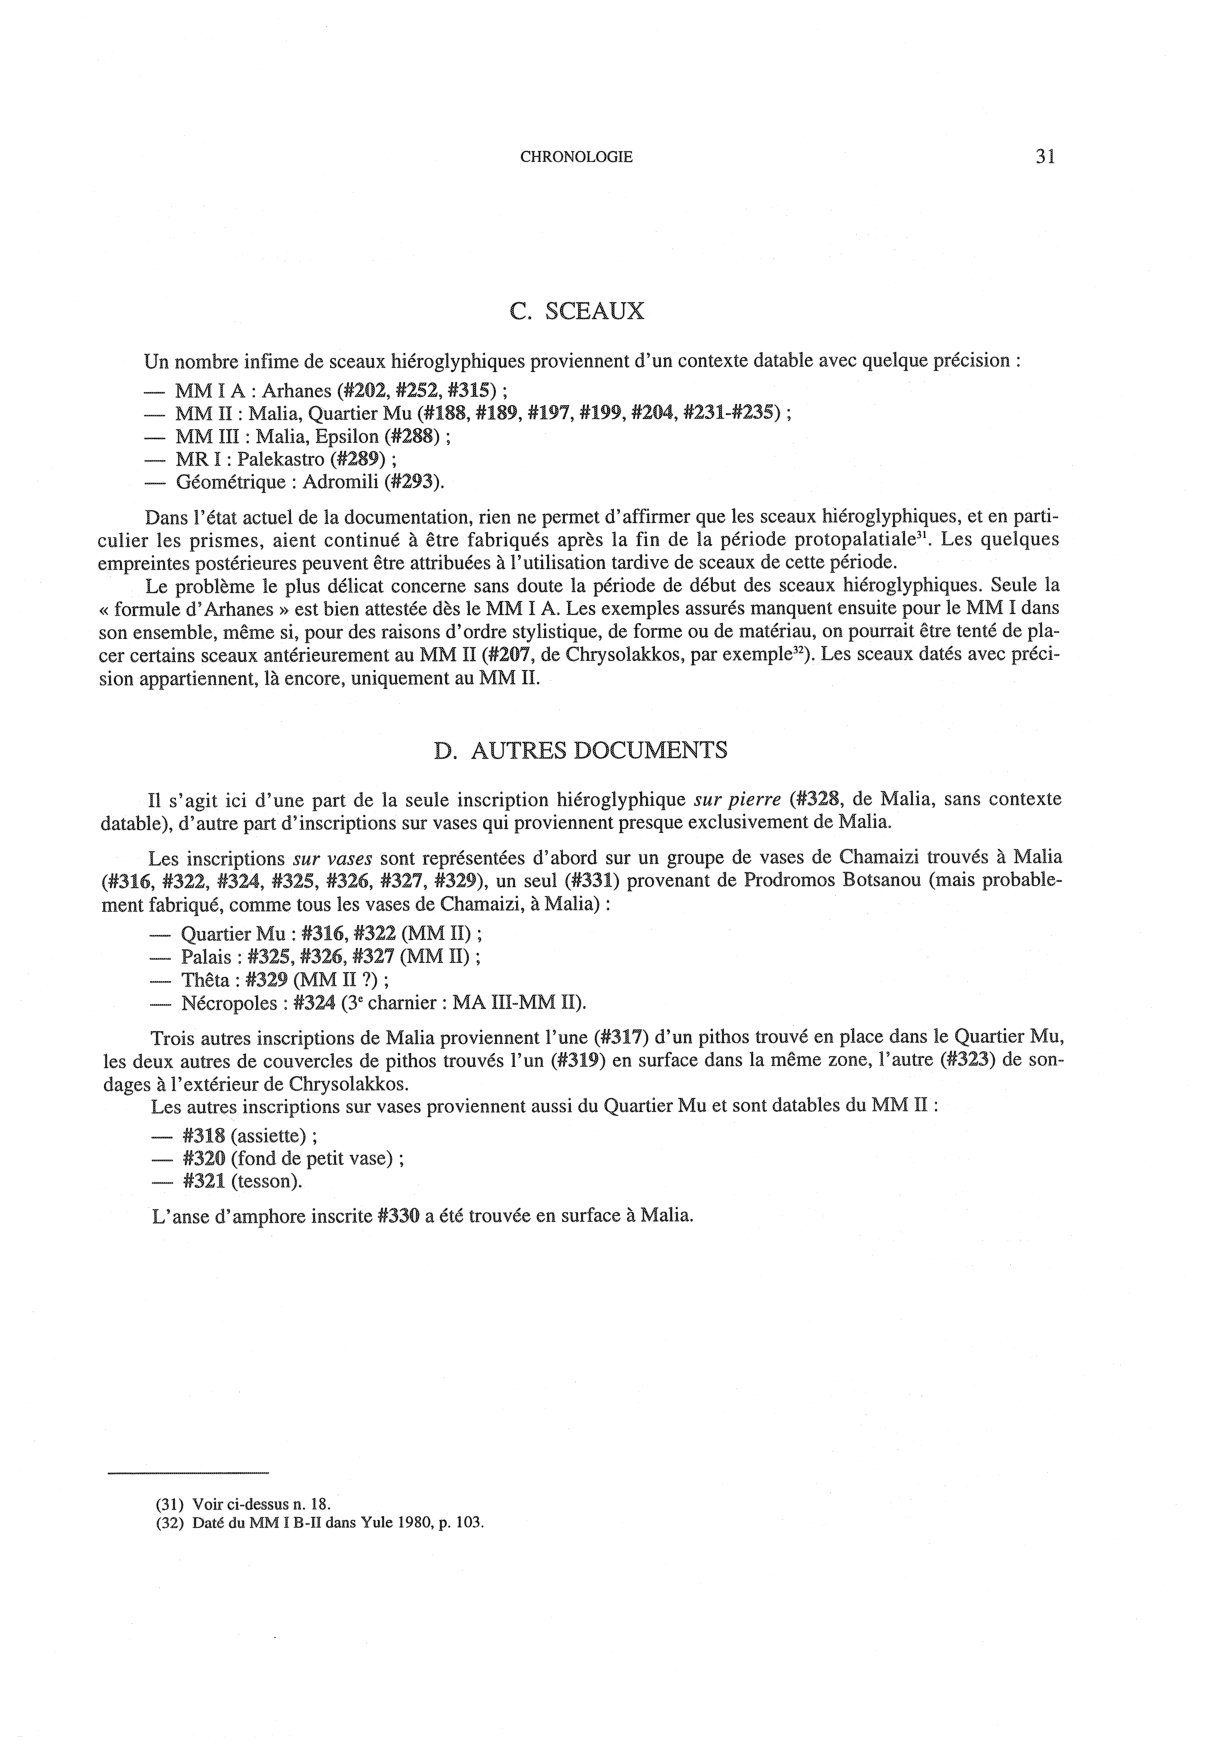 CHRONOLOGIE 31
C. SCEAUX
Un nombre infime de sceaux hiéroglyphiques proviennent d'un contexte datable avec quelque précision :
— MM I A : Arhanes (#202, #252, #315) ;
— MM II : Malia, Quartier Mu (#188, #189, #197, #199, #204, #231-#235) ;
— MM III : Malia, Epsilon (#288) ;
— MR I : Palekastro (#289) ;
— Géométrique : Adromili (#293).
Dans l'état actuel de la documentation, rien ne permet d'affirmer que les sceaux hiéroglyphiques, et en parti-
culier les prismes, aient continué à être fabriqués après la fin de la période protopalatiale³¹. Les quelques
empreintes postérieures peuvent être attribuées à l'utilisation tardive de sceaux de cette période.
Le problème le plus délicat concerne sans doute la période de début des sceaux hiéroglyphiques. Seule la
« formule d'Arhanes » est bien attestée dès le MM I A. Les exemples assurés manquent ensuite pour le MM I dans
son ensemble, même si, pour des raisons d'ordre stylistique, de forme ou de matériau, on pourrait être tenté de pla-
cer certains sceaux antérieurement au MM II (#207, de Chrysolakkos, par exemple³²). Les sceaux datés avec préci-
sion appartiennent, là encore, uniquement au MM II.
D. AUTRES DOCUMENTS
Il s'agit ici d'une part de la seule inscription hiéroglyphique sur pierre (#328, de Malia, sans contexte
datable), d'autre part d'inscriptions sur vases qui proviennent presque exclusivement de Malia.
Les inscriptions sur vases sont représentées d'abord sur un groupe de vases de Chamaizi trouvés à Malia
(#316, #322, #324, #325, #326, #327, #329), un seul (#331) provenant de Prodromos Botsanou (mais probable-
ment fabriqué, comme tous les vases de Chamaizi, à Malia) :
— Quartier Mu : #316, #322 (MM II) ;
— Palais : #325, #326, #327 (MM II) ;
— Thêta : #329 (MM II ?) ;
— Nécropoles : #324 (3ᵉ charnier : MA III-MM II).
Trois autres inscriptions de Malia proviennent l'une (#317) d'un pithos trouvé en place dans le Quartier Mu,
les deux autres de couvercles de pithos trouvés l'un (#319) en surface dans la même zone, l'autre (#323) de son-
dages à l'extérieur de Chrysolakkos.
Les autres inscriptions sur vases proviennent aussi du Quartier Mu et sont datables du MM II :
— #318 (assiette) ;
— #320 (fond de petit vase) ;
— #321 (tesson).
L'anse d'amphore inscrite #330 a été trouvée en surface à Malia.
(31) Voir ci-dessus n. 18.
(32) Daté du MM I B-II dans Yule 1980, p. 103.